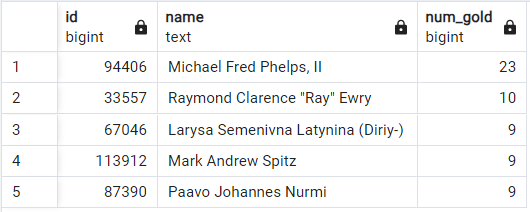 id name num_gold
bigint text bigint
1 94406 Michael Fred Phelps, II 23
2 33557 Raymond Clarence "Ray" Ewry 10
3 67046 Larysa Semenivna Latynina (Diriy-) 9
4 113912 Mark Andrew Spitz 9
5 87390 Paavo Johannes Nurmi 9